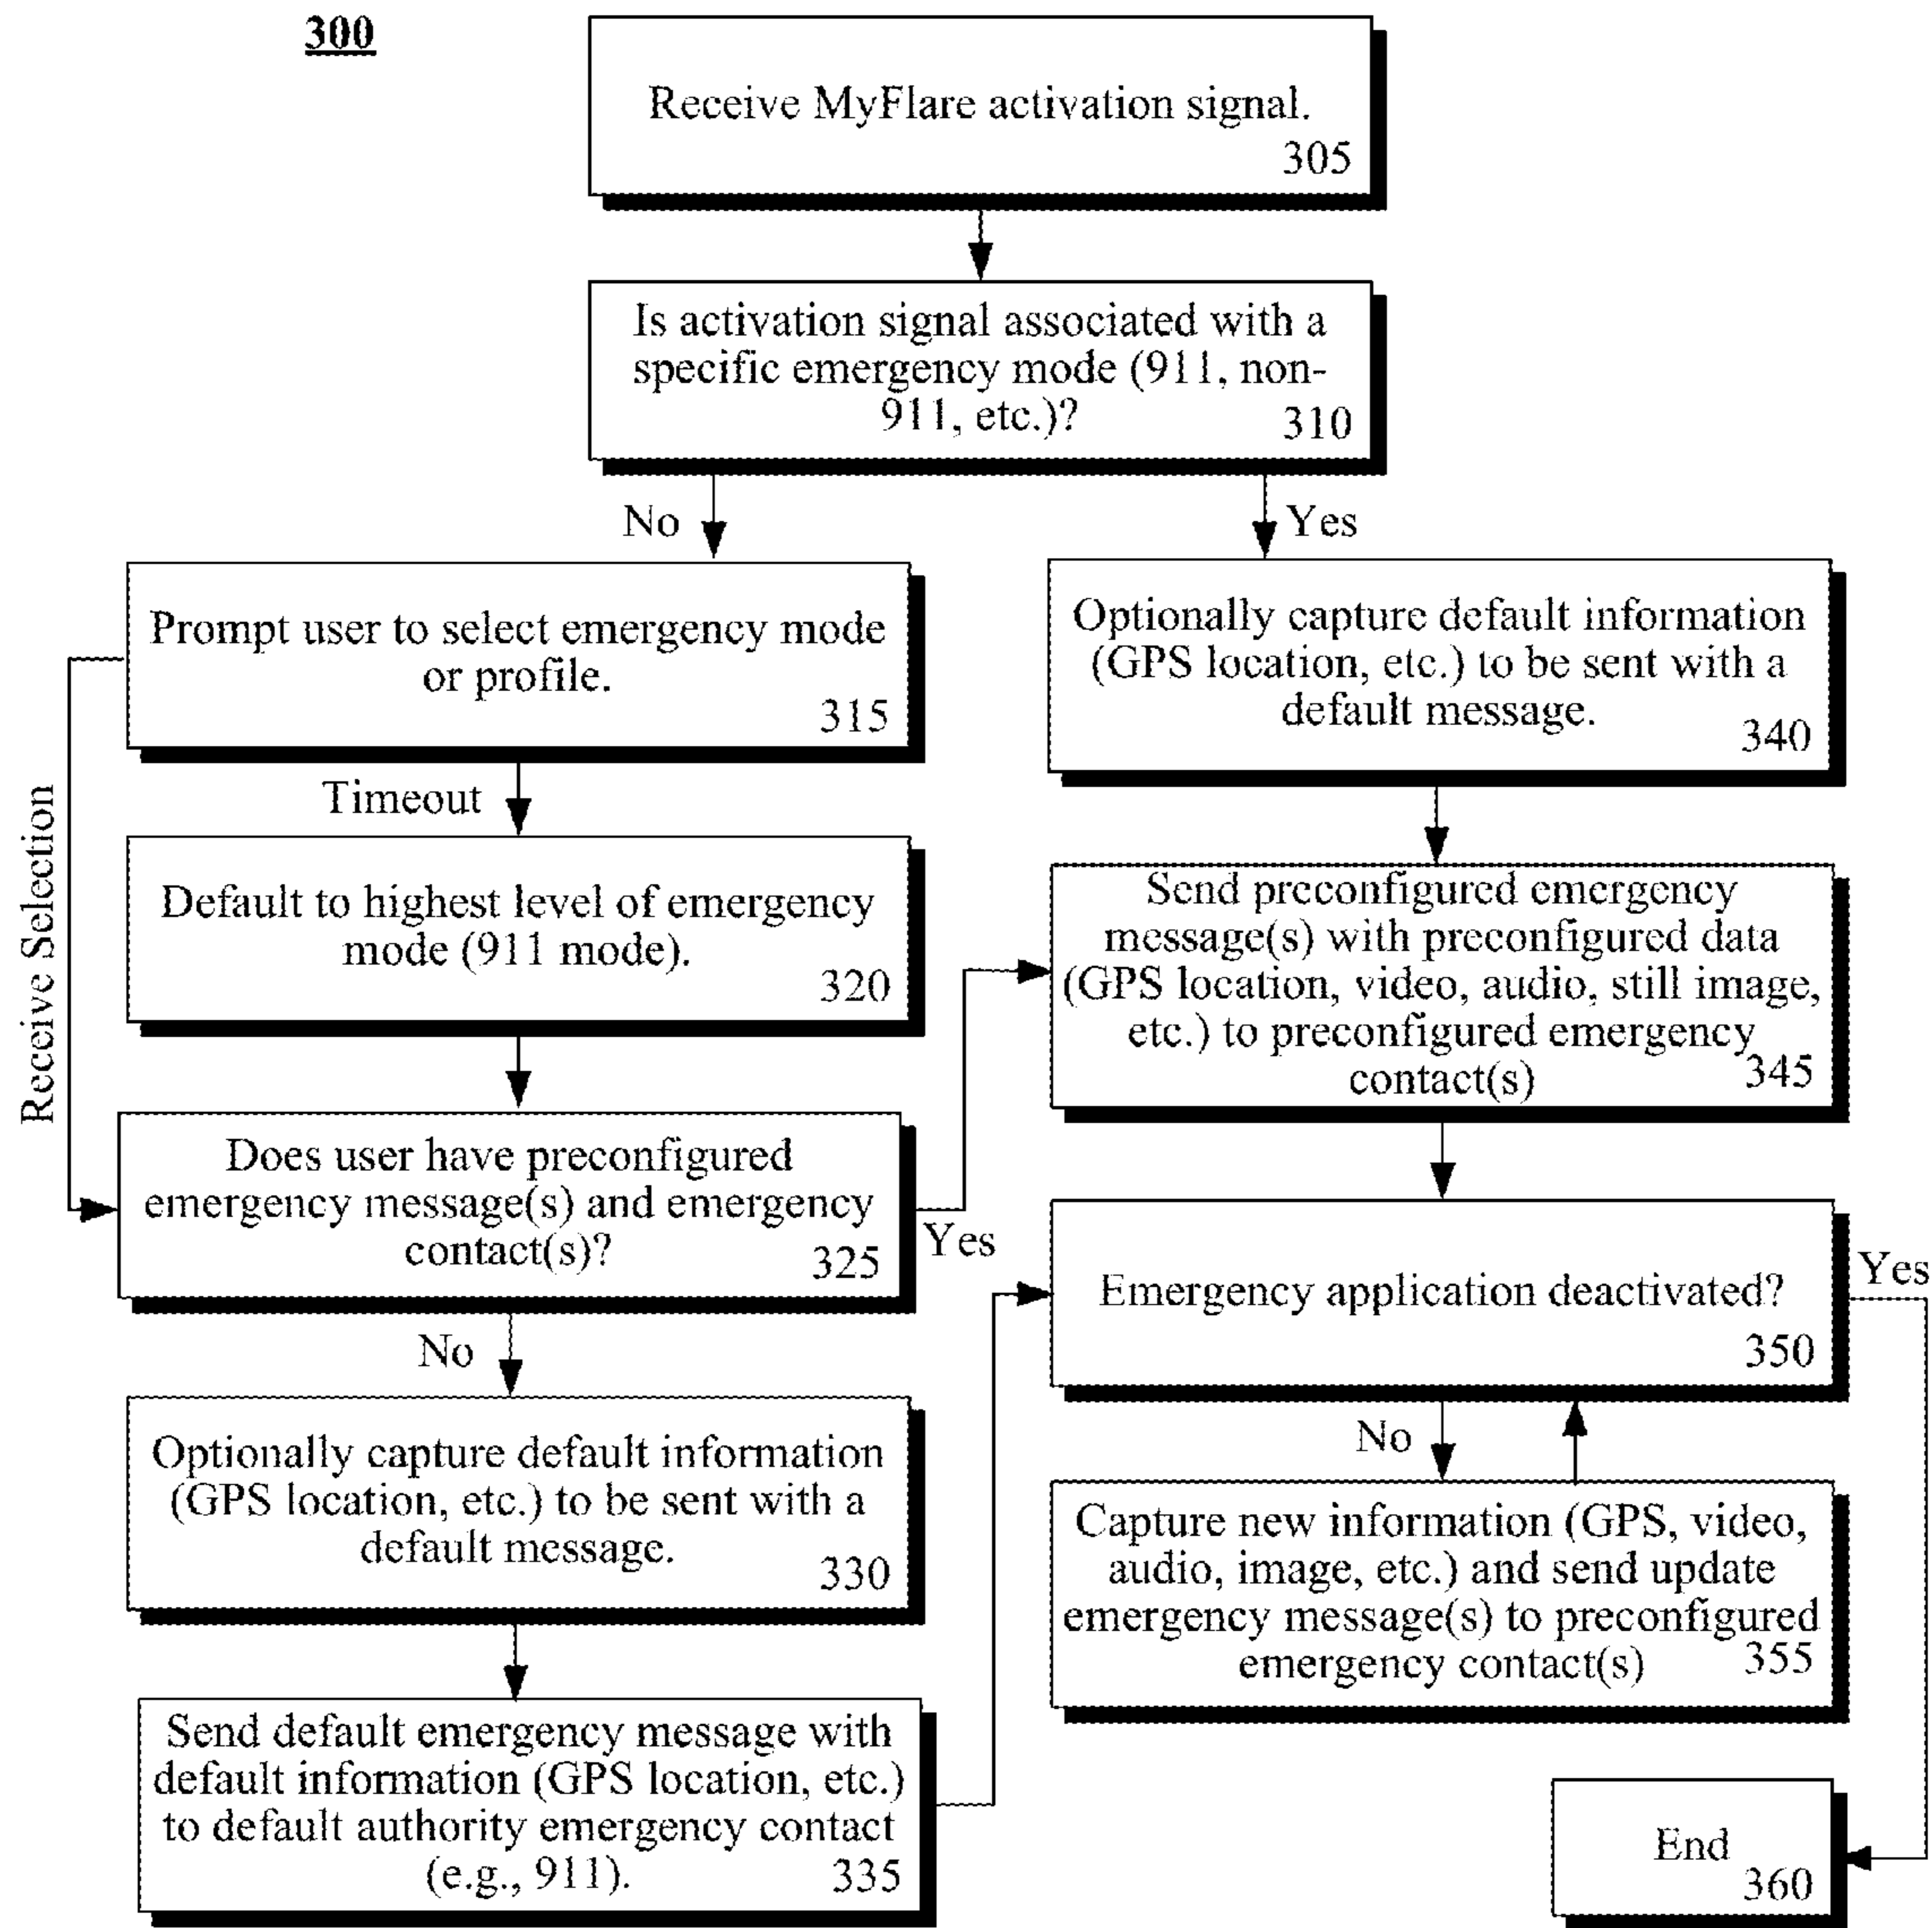 300
Receive MyFlare activation signal.
305
Is activation signal associated with a
specific emergency mode (911, non-
911, etc.)?
310
No
Yes
Prompt user to select emergency mode
or profile.
315
Optionally capture default information
(GPS location, etc.) to be sent with a
default message.
340
Receive Selection
Timeout
Default to highest level of emergency
mode (911 mode).
320
Send preconfigured emergency
message(s) with preconfigured data
(GPS location, video, audio, still image,
etc.) to preconfigured emergency
contact(s)
345
Does user have preconfigured
emergency message(s) and emergency
contact(s)?
325
Yes
Emergency application deactivated?
350
Yes
No
No
Optionally capture default information
(GPS location, etc.) to be sent with a
default message.
330
Capture new information (GPS, video,
audio, image, etc.) and send update
emergency message(s) to preconfigured
emergency contact(s)
355
Send default emergency message with
default information (GPS location, etc.)
to default authority emergency contact
(e.g., 911).
335
End
360